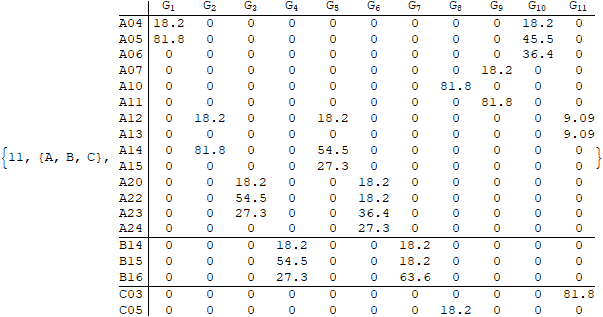 G1 G2 G3 G4 G5 G6 G7 G8 G9 G10 G11
A04 18.2 0 0 0 0 0 0 0 0 18.2 0
A05 81.8 0 0 0 0 0 0 0 0 45.5 0
A06 0 0 0 0 0 0 0 0 0 36.4 0
A07 0 0 0 0 0 0 0 0 18.2 0 0
A10 0 0 0 0 0 0 0 81.8 0 0 0
A11 0 0 0 0 0 0 0 0 81.8 0 0
A12 0 18.2 0 0 18.2 0 0 0 0 0 9.09
A13 0 0 0 0 0 0 0 0 0 0 9.09
{11, {A, B, C}, A14 0 81.8 0 0 54.5 0 0 0 0 0 0 }
A15 0 0 0 0 27.3 0 0 0 0 0 0
A20 0 0 18.2 0 0 18.2 0 0 0 0 0
A22 0 0 54.5 0 0 18.2 0 0 0 0 0
A23 0 0 27.3 0 0 36.4 0 0 0 0 0
A24 0 0 0 0 0 27.3 0 0 0 0 0
B14 0 0 0 18.2 0 0 18.2 0 0 0 0
B15 0 0 0 54.5 0 0 18.2 0 0 0 0
B16 0 0 0 27.3 0 0 63.6 0 0 0 0
C03 0 0 0 0 0 0 0 0 0 0 81.8
C05 0 0 0 0 0 0 0 18.2 0 0 0